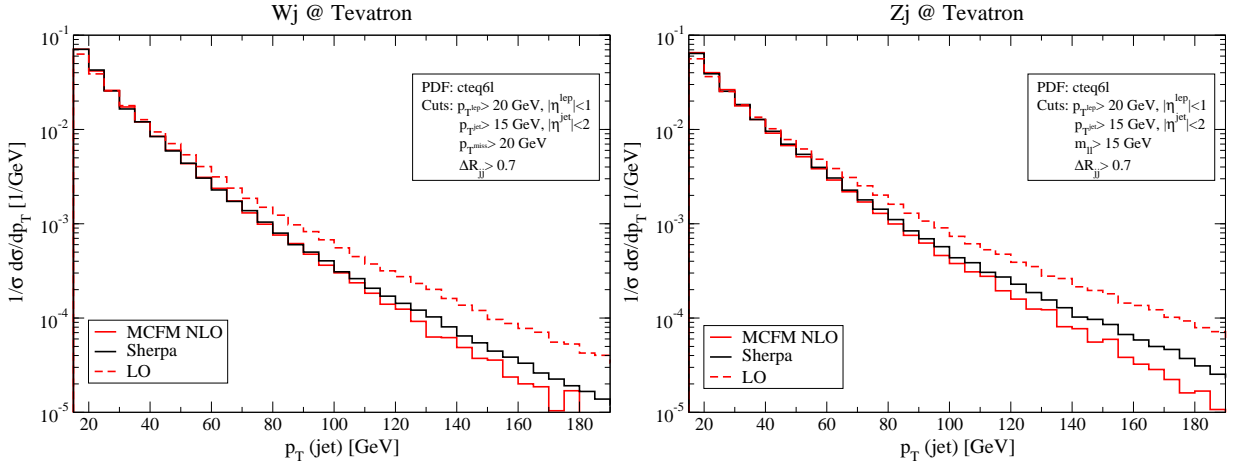 Wj @ Tevatron
1/σ dσ/dp_T [1/GeV]
10^-1
10^-2
10^-3
10^-4
10^-5
PDF: cteq6l
Cuts: p_T^lep > 20 GeV, |η^lep|<1
p_T^jet > 15 GeV, |η^jet|<2
p_T^miss > 20 GeV
ΔR_jj > 0.7
MCFM NLO
Sherpa
LO
20 40 60 80 100 120 140 160 180
p_T (jet) [GeV]
Zj @ Tevatron
1/σ dσ/dp_T [1/GeV]
10^-1
10^-2
10^-3
10^-4
10^-5
PDF: cteq6l
Cuts: p_T^lep > 20 GeV, |η^lep|<1
p_T^jet > 15 GeV, |η^jet|<2
m_ll > 15 GeV
ΔR_jj > 0.7
MCFM NLO
Sherpa
LO
20 40 60 80 100 120 140 160 180
p_T (jet) [GeV]